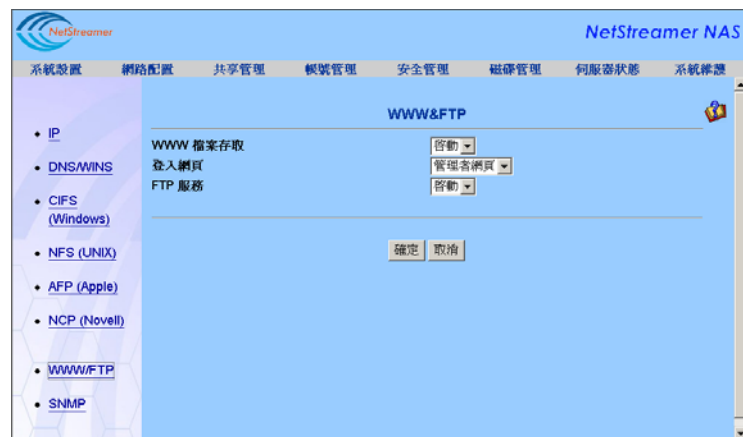 NetStreamer
NetStreamer NAS
系統設置 網路配置 共享管理 帳號管理 安全管理 磁碟管理 伺服器狀態 系統維護
WWW&FTP
IP
DNS/WINS
CIFS
(Windows)
NFS (UNIX)
AFP (Apple)
NCP (Novell)
WWW/FTP
SNMP
WWW 檔案存取 啓動
登入網頁 管理者網頁
FTP 服務 啓動
確定 取消